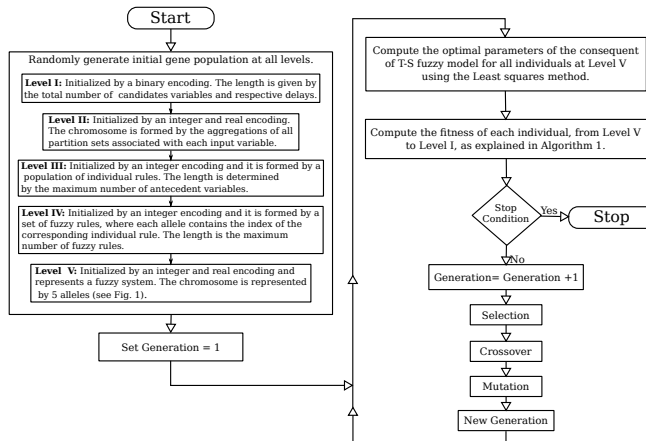 Start
Randomly generate initial gene population at all levels.
Level I: Initialized by a binary encoding. The length is given by
the total number of candidates variables and respective delays.
Level II: Initialized by an integer and real encoding.
The chromosome is formed by the aggregations of all
partition sets associated with each input variable.
Level III: Initialized by an integer encoding and it is formed by a
population of individual rules. The length is determined
by the maximum number of antecedent variables.
Level IV: Initialized by an integer encoding and it is formed by a
set of fuzzy rules, where each allele contains the index of the
corresponding individual rule. The length is the maximum
number of fuzzy rules.
Level V: Initialized by an integer and real encoding and
represents a fuzzy system. The chromosome is represented
by 5 alleles (see Fig. 1).
Set Generation = 1
Compute the optimal parameters of the consequent
of T-S fuzzy model for all individuals at Level V
using the Least squares method.
Compute the fitness of each individual, from Level V
to Level I, as explained in Algorithm 1.
Stop
Condition
Yes
Stop
No
Generation= Generation +1
Selection
Crossover
Mutation
New Generation